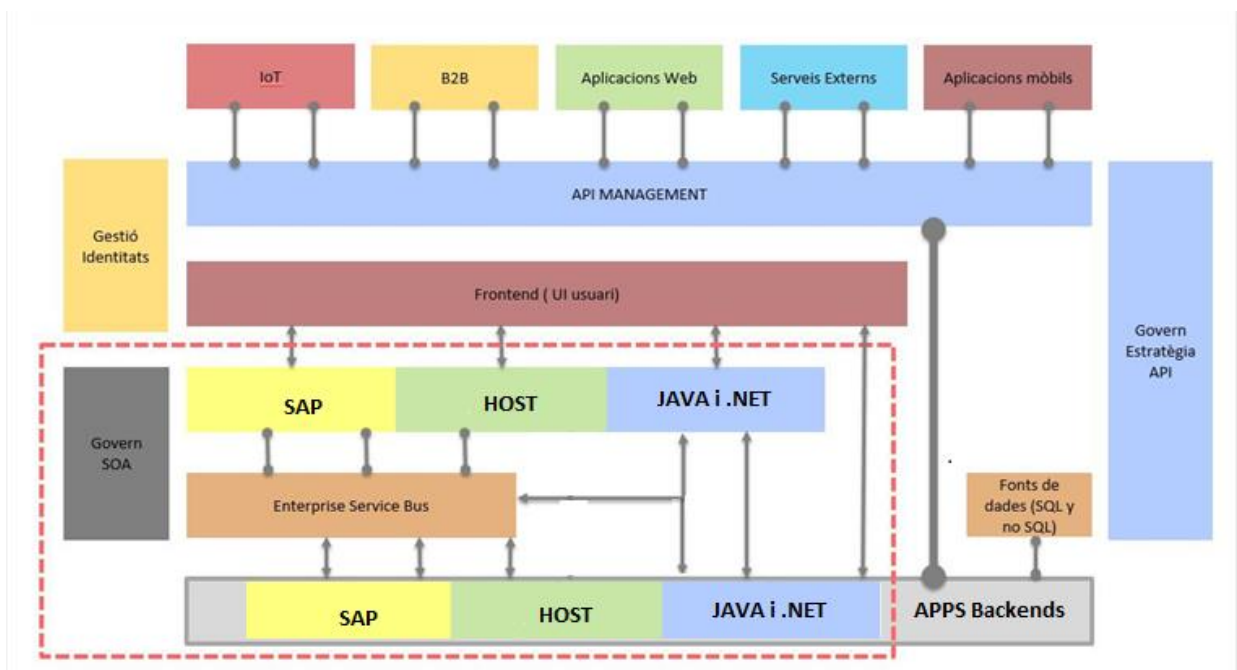 IoT
B2B
Aplicacions Web
Serveis Externs
Aplicacions mòbils
API MANAGEMENT
Gestió
Identitats
Frontend ( UI usuari)
Govern
Estratègia
API
SAP
HOST
JAVA i .NET
Govern
SOA
Enterprise Service Bus
Fonts de
dades (SQL y
no SQL)
SAP
HOST
JAVA i .NET
APPS Backends